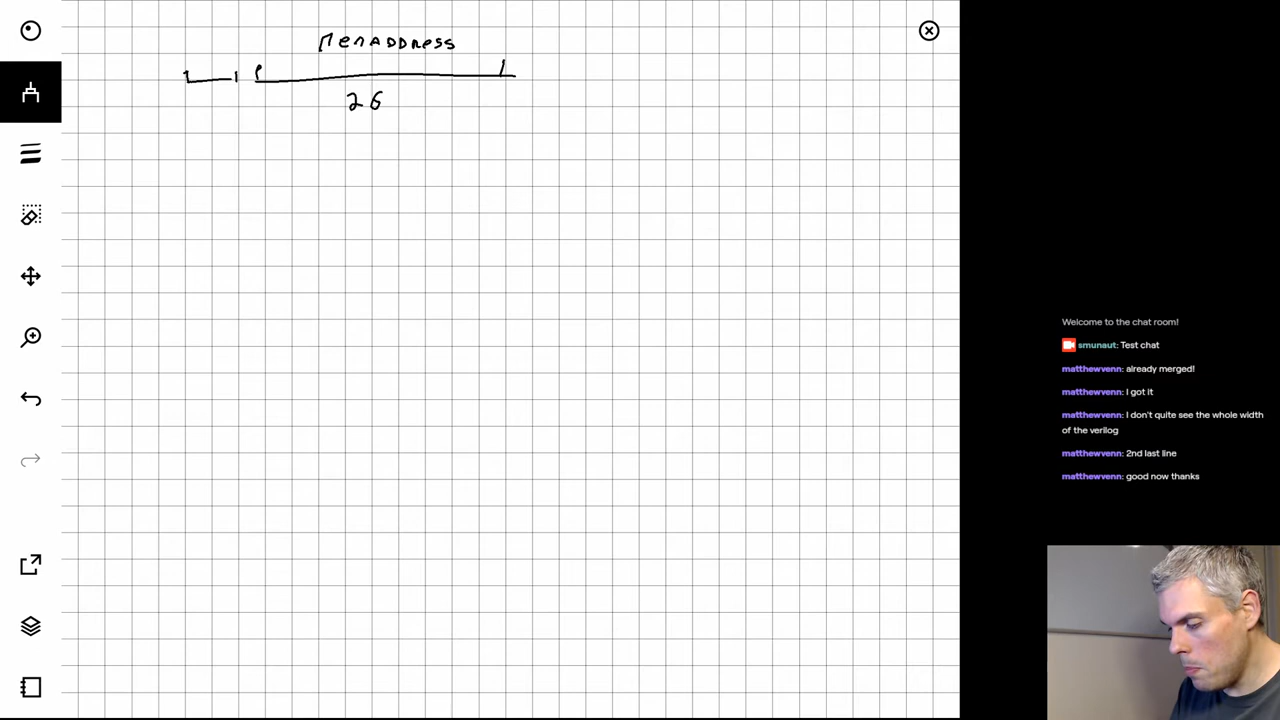 MemAddress
26
Welcome to the chat room!
smunaut: Test chat
matthewvenn: already merged!
matthewvenn: I got it
matthewvenn: I don't quite see the whole width
of the verilog
matthewvenn: 2nd last line
matthewvenn: good now thanks